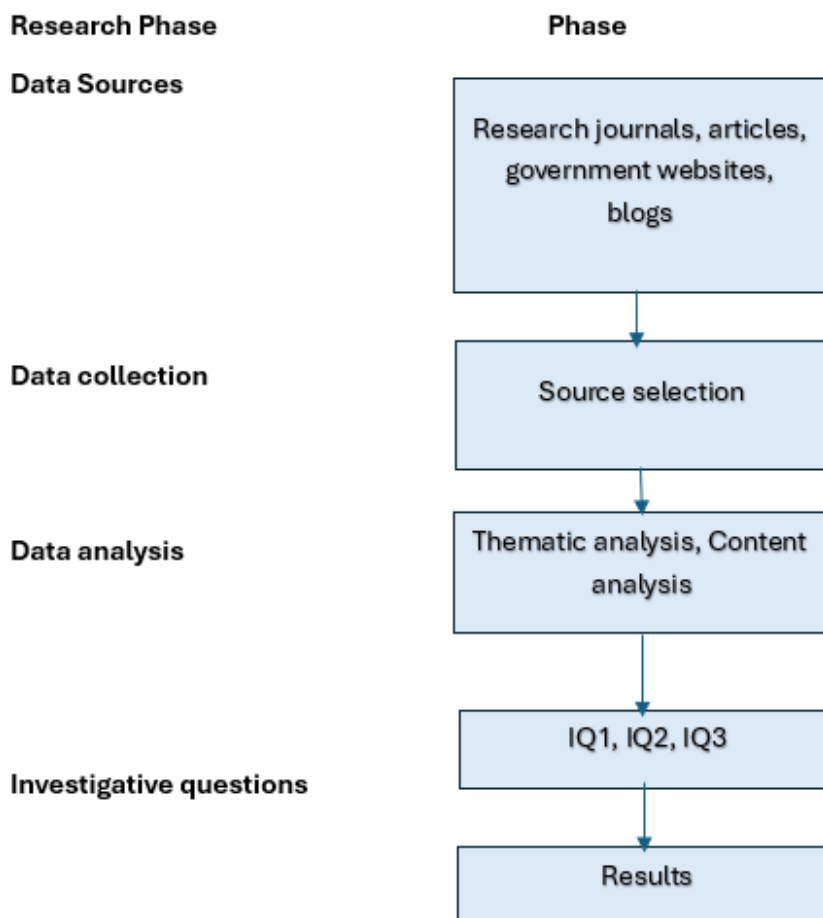 Research Phase
Phase
Data Sources
Research journals, articles,
government websites,
blogs
Data collection
Source selection
Data analysis
Thematic analysis, Content
analysis
IQ1, IQ2, IQ3
Investigative questions
Results